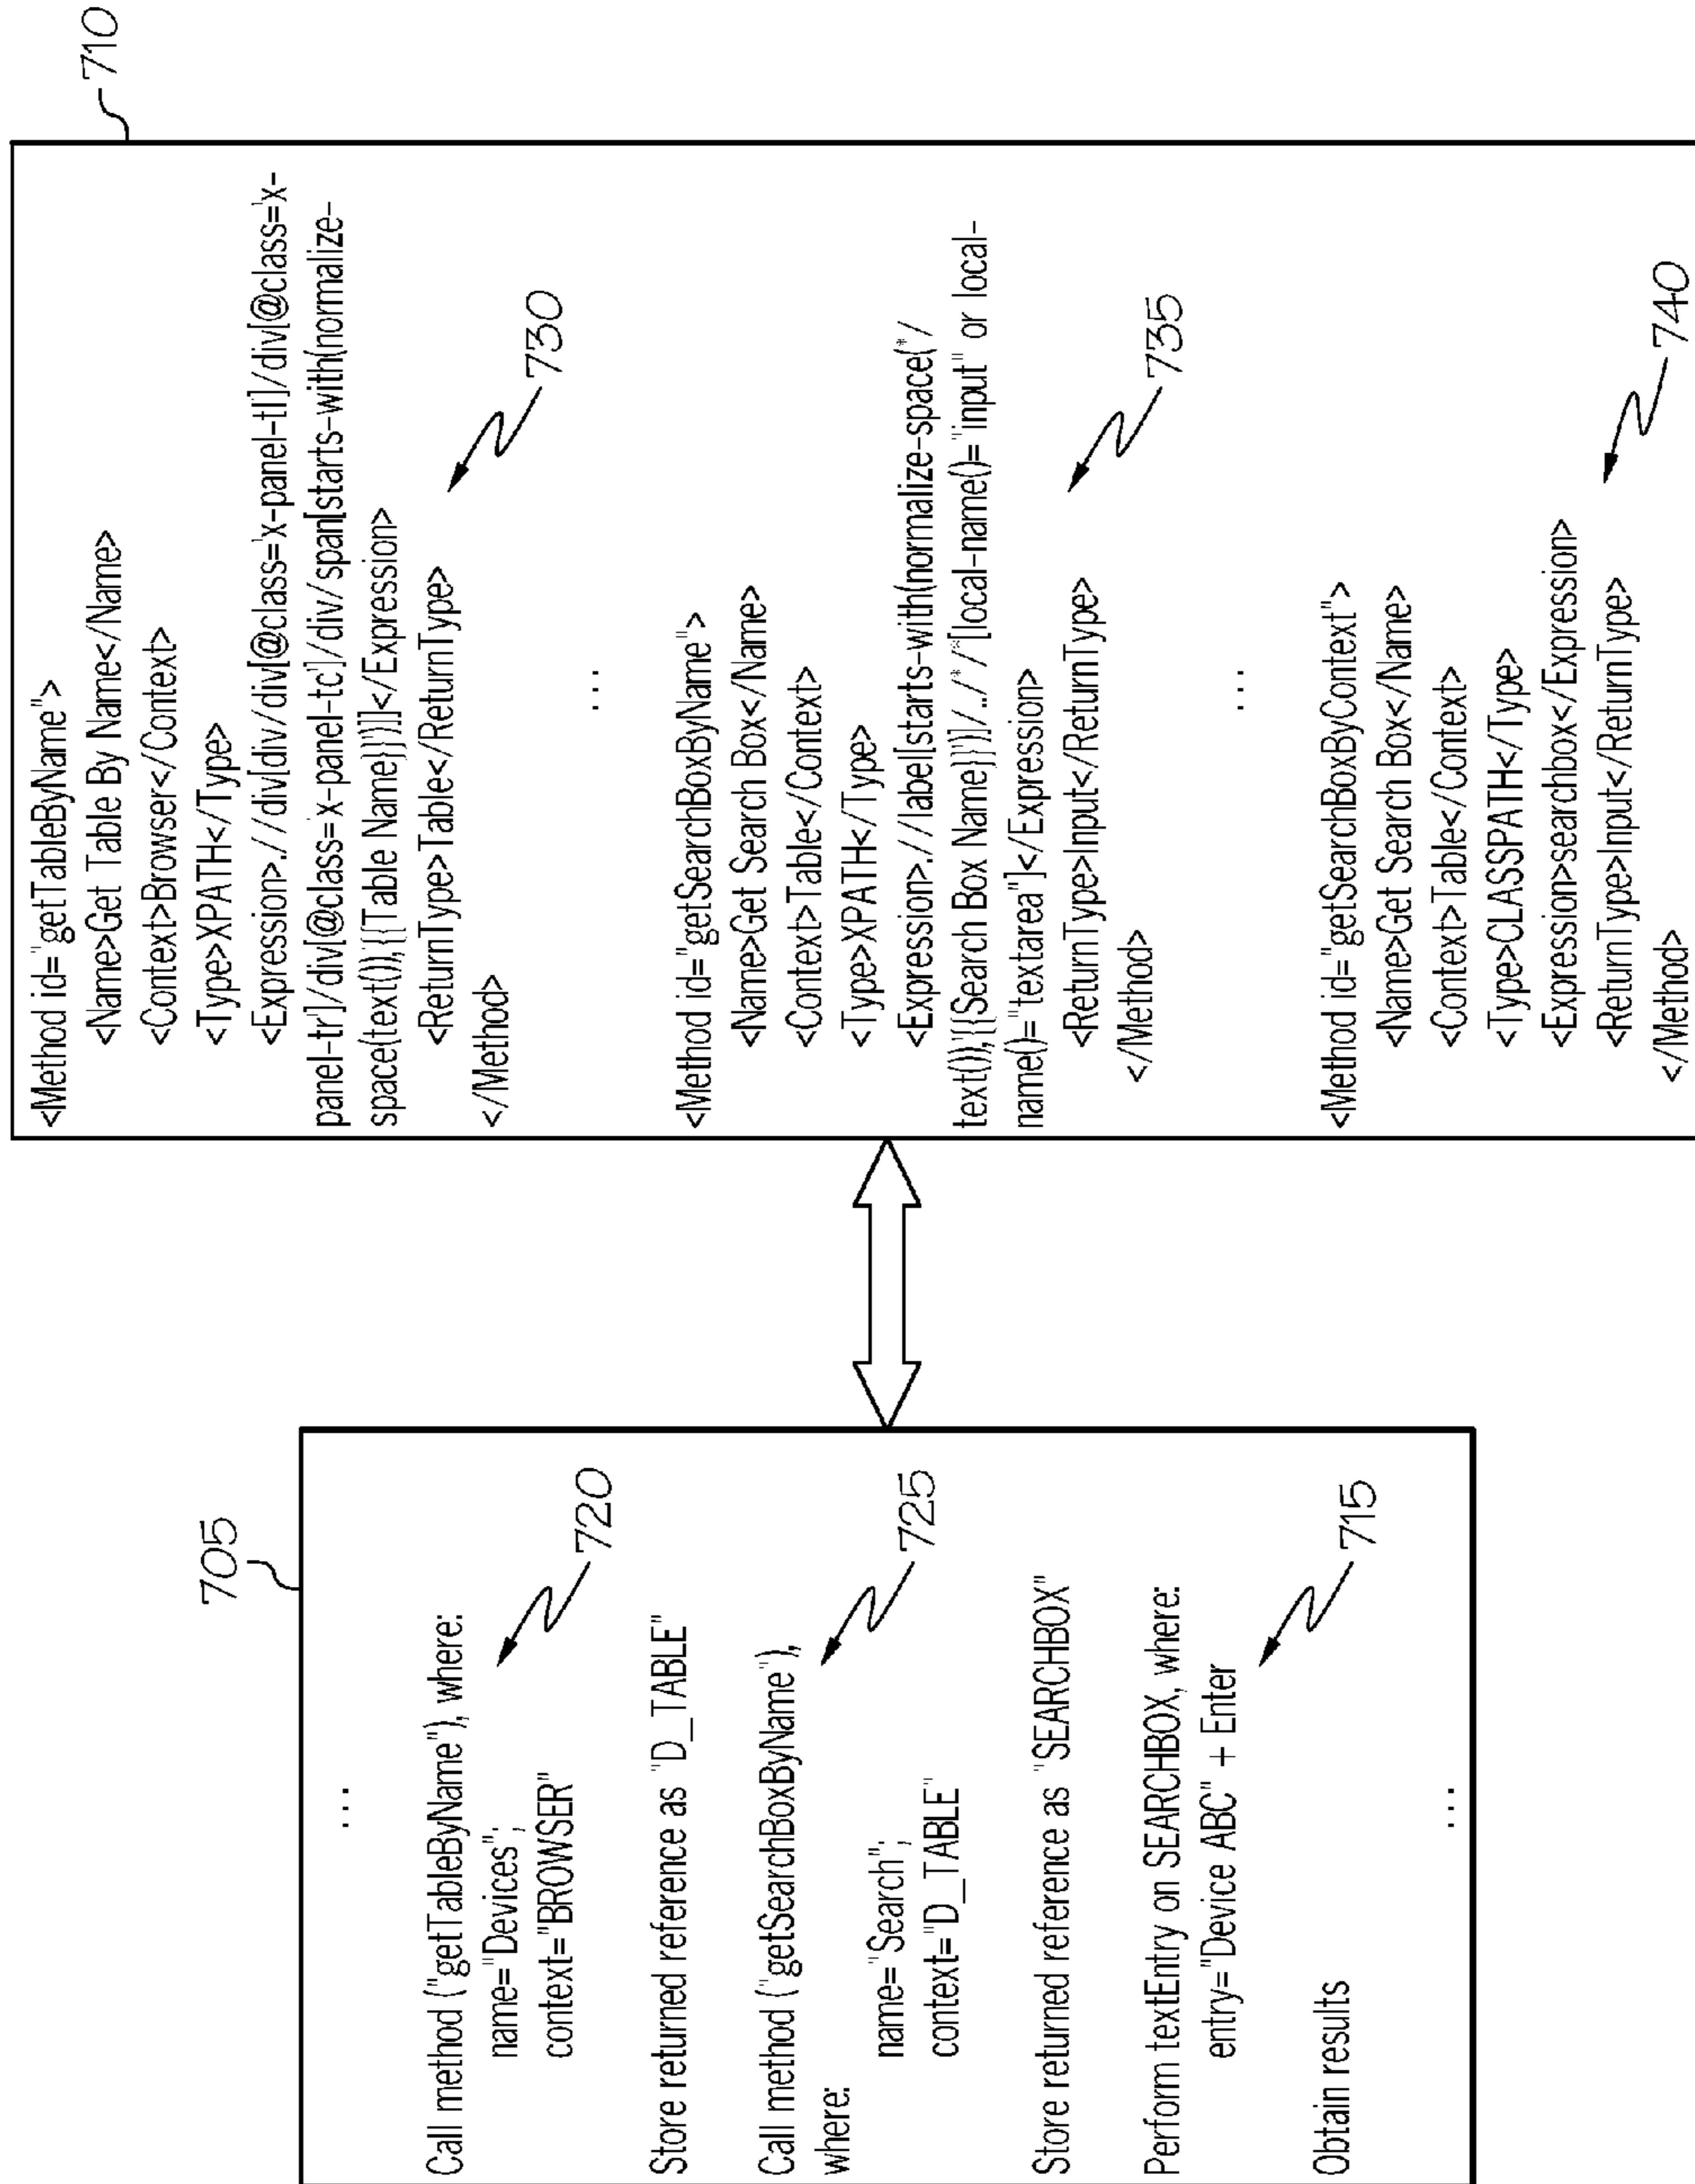 705
...
Call method ("getTableByName"), where:
name="Devices";
context="BROWSER"
720
Store returned reference as "D_TABLE"
Call method ("getSearchBoxByName"),
where:
name="Search";
context="D_TABLE"
725
Store returned reference as "SEARCHBOX"
Perform textEntry on SEARCHBOX, where:
entry="Device ABC" + Enter
715
Obtain results
...
710
<Method id="getTableByName">
<Name>Get Table By Name</Name>
<Context>Browser</Context>
<Type>XPATH</Type>
<Expression>.//div[div/div[@class='x-panel-tl']/div[@class='x-
panel-tr']/div[@class='x-panel-tc']/div/span[starts-with(normalize-
space(text()),'{{Table Name}}')]]</Expression>
<ReturnType>Table</ReturnType>
730
</Method>
...
<Method id="getSearchBoxByName">
<Name>Get Search Box</Name>
<Context>Table</Context>
<Type>XPATH</Type>
<Expression>.//label[starts-with(normalize-space(*/
text()),'{{Search Box Name}}')]/../*/*[local-name()="input" or local-
name()="textarea"]</Expression>
<ReturnType>Input</ReturnType>
735
</Method>
...
<Method id="getSearchBoxByContext">
<Name>Get Search Box</Name>
<Context>Table</Context>
<Type>CLASSPATH</Type>
<Expression>searchbox</Expression>
<ReturnType>Input</ReturnType>
740
</Method>